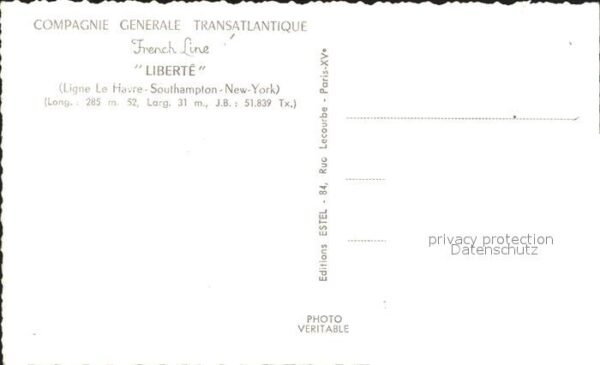 COMPAGNIE GENERALE TRANSATLANTIQUE
French Line
"LIBERTÉ"
(Ligne Le Havre-Southampton-New-York)
(Long.: 285 m. 52, Larg. 31 m., J.B.: 51.839 Tx.)
Editions ESTEL - 84, Rue Lecourbe - Paris-XVe
privacy protection
Datenschutz
PHOTO
VERITABLE